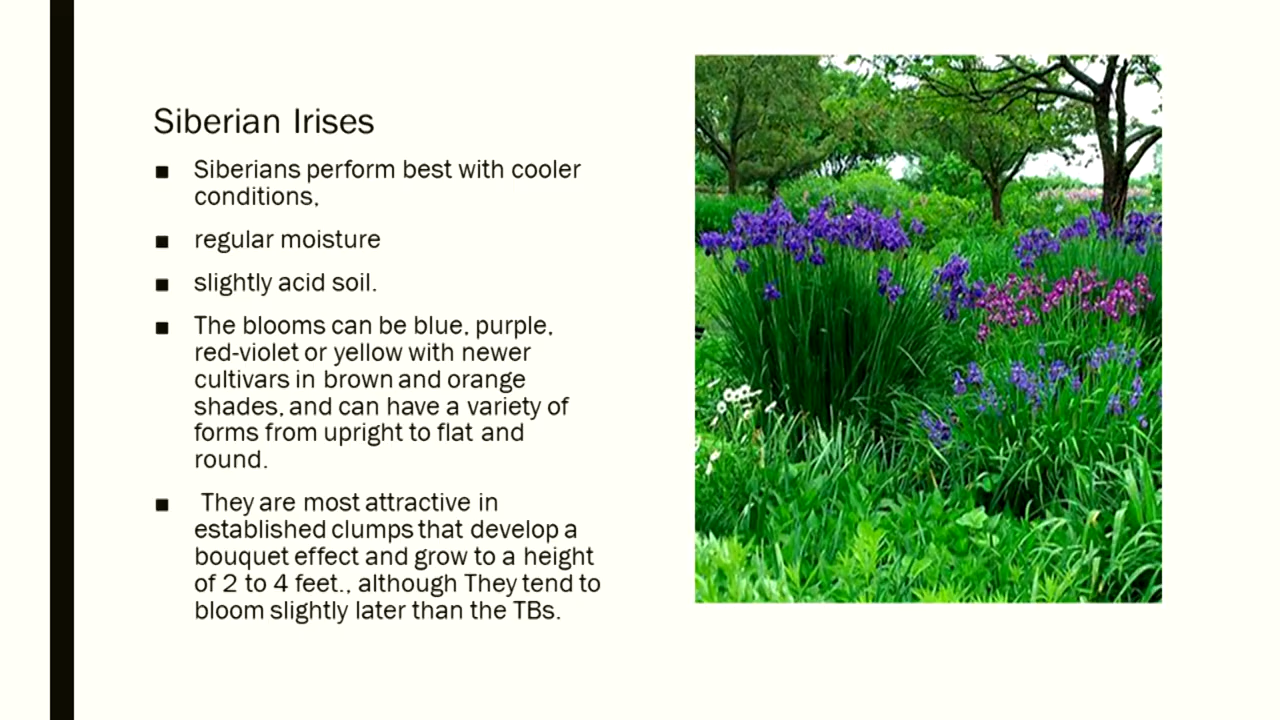 Siberian Irises
■ Siberians perform best with cooler
conditions,
■ regular moisture
■ slightly acid soil.
■ The blooms can be blue, purple,
red-violet or yellow with newer
cultivars in brown and orange
shades, and can have a variety of
forms from upright to flat and
round.
■ They are most attractive in
established clumps that develop a
bouquet effect and grow to a height
of 2 to 4 feet., although They tend to
bloom slightly later than the TBs.